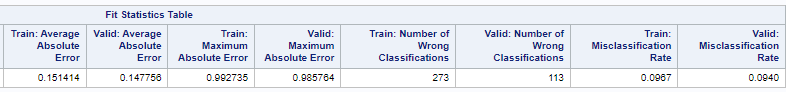 Fit Statistics Table
Train: Average Absolute Error
Valid: Average Absolute Error
Train: Maximum Absolute Error
Valid: Maximum Absolute Error
Train: Number of Wrong Classifications
Valid: Number of Wrong Classifications
Train: Misclassification Rate
Valid: Misclassification Rate
0.151414 0.147756 0.992735 0.985764 273 113 0.0967 0.0940